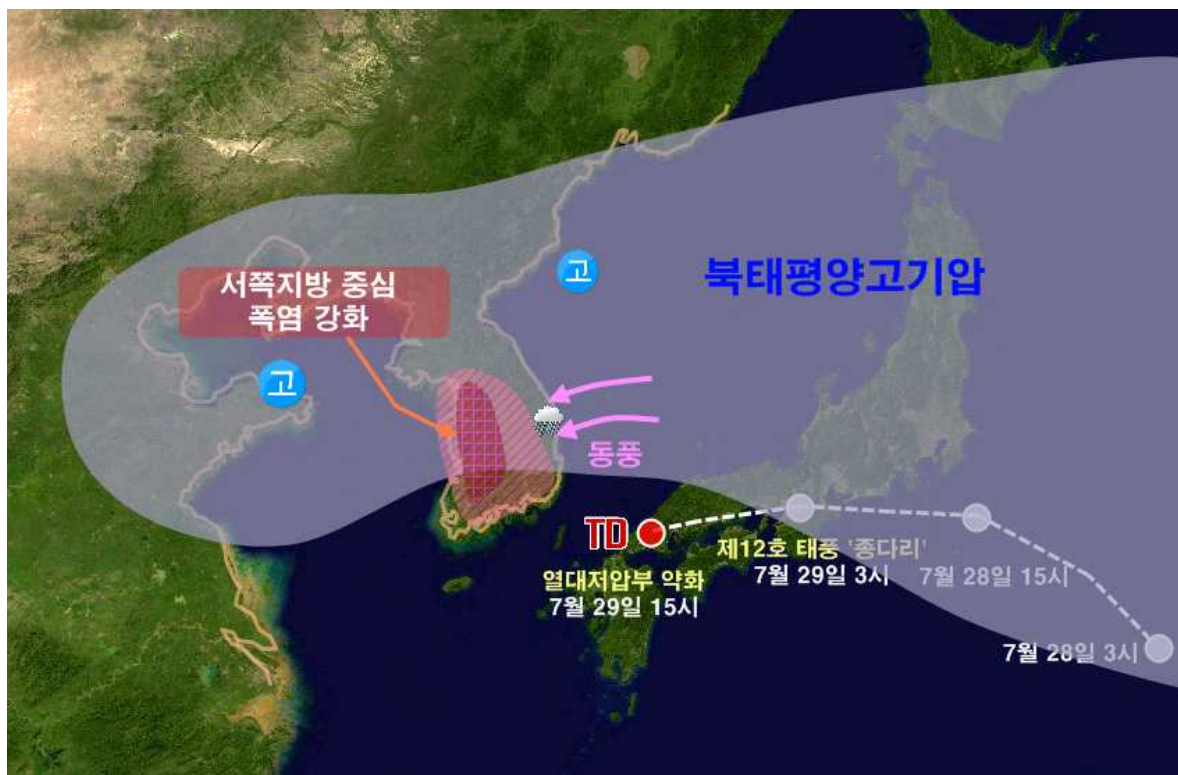 고
북태평양고기압
서쪽지방 중심
폭염 강화
고
동풍
TD
열대저압부 약화
7월 29일 15시
제12호 태풍 '종다리'
7월 29일 3시
7월 28일 15시
7월 28일 3시